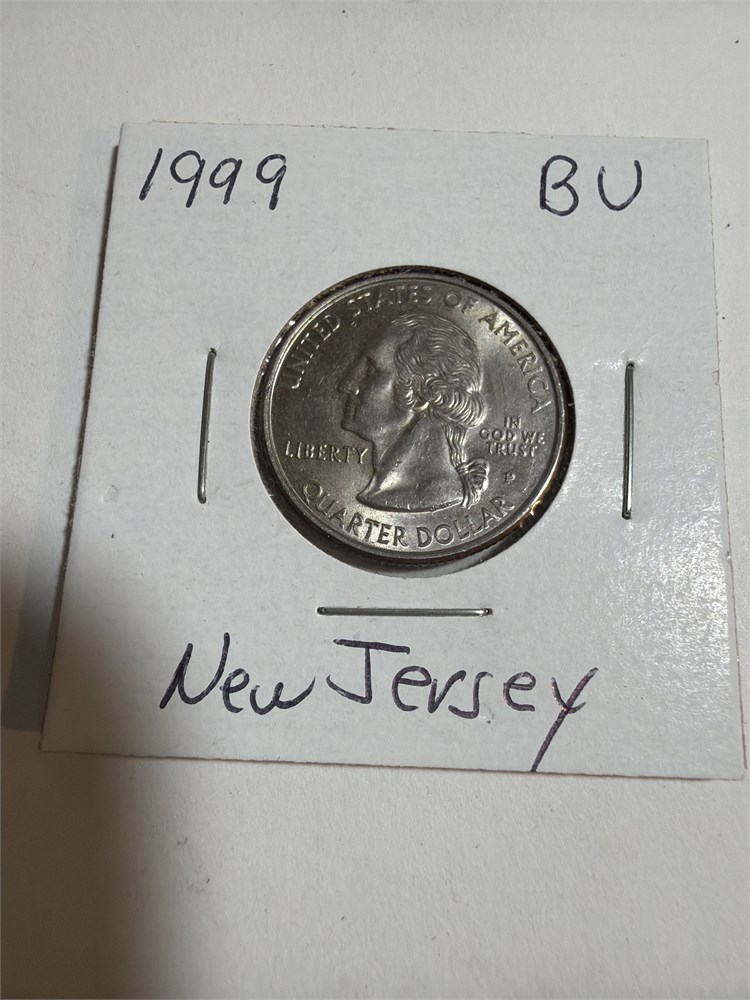 1999 BU
UNITED STATES OF AMERICA
LIBERTY
IN
GOD WE
TRUST
P
QUARTER DOLLAR
New Jersey